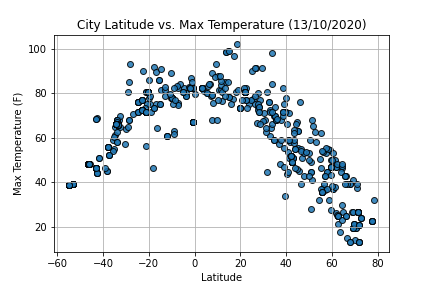 City Latitude vs. Max Temperature (13/10/2020)
Max Temperature (F)
100
80
60
40
20
−60 −40 −20 0 20 40 60 80
Latitude